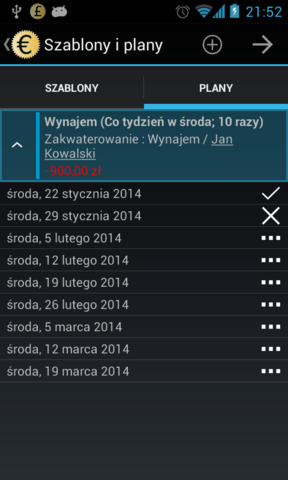 21:52
Szablony i plany
SZABLONY
PLANY
Wynajem (Co tydzień w środa; 10 razy)
Zakwaterowanie : Wynajem / Jan
Kowalski
-900,00 zł
środa, 22 stycznia 2014
środa, 29 stycznia 2014
środa, 5 lutego 2014
środa, 12 lutego 2014
środa, 19 lutego 2014
środa, 26 lutego 2014
środa, 5 marca 2014
środa, 12 marca 2014
środa, 19 marca 2014